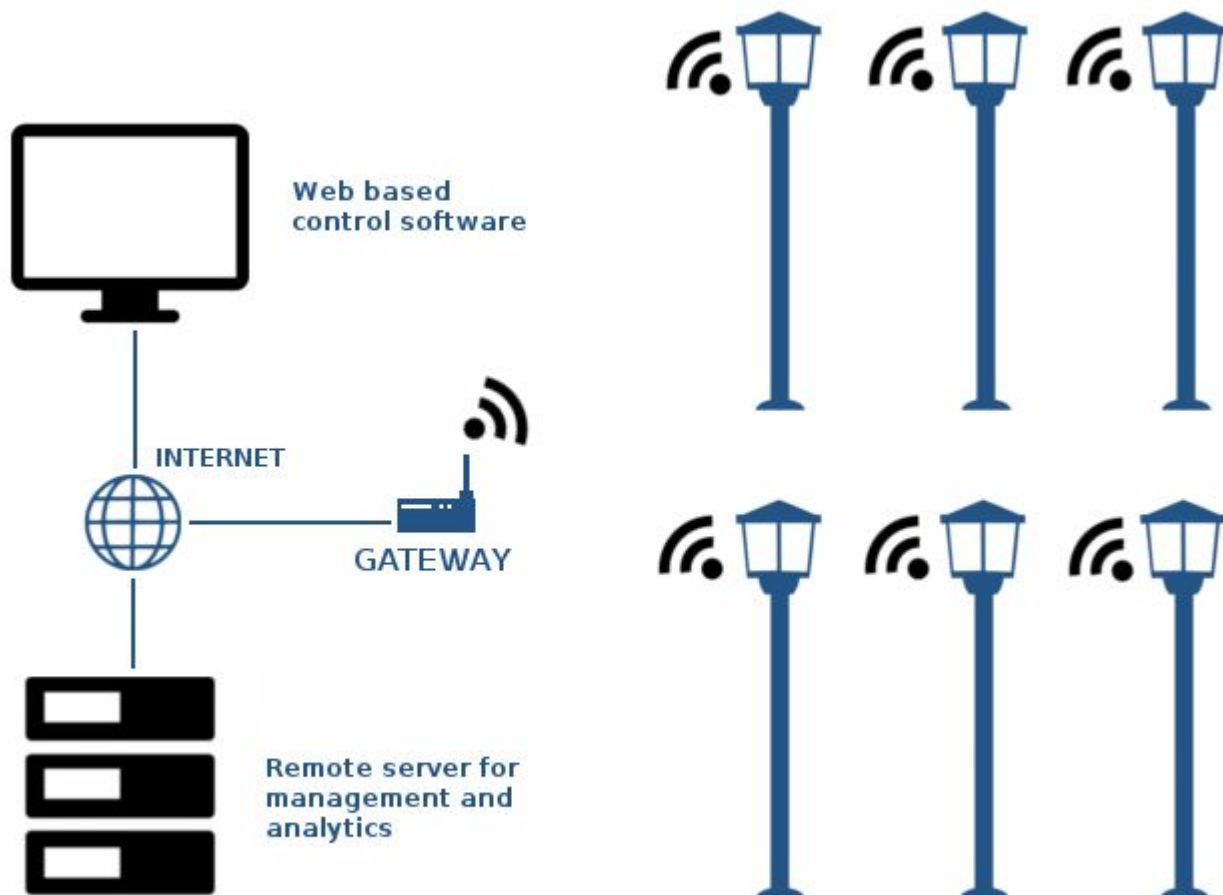 Web based
control software
INTERNET
GATEWAY
Remote server for
management and
analytics